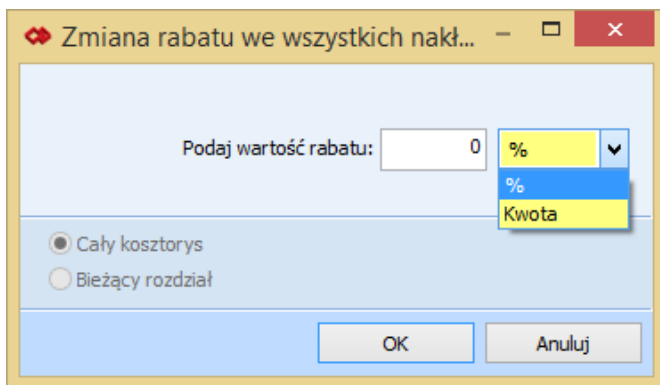 Zmiana rabatu we wszystkich nakł...
Podaj wartość rabatu: 0 %
%
Kwota
Cały kosztorys
Bieżący rozdział
OK Anuluj